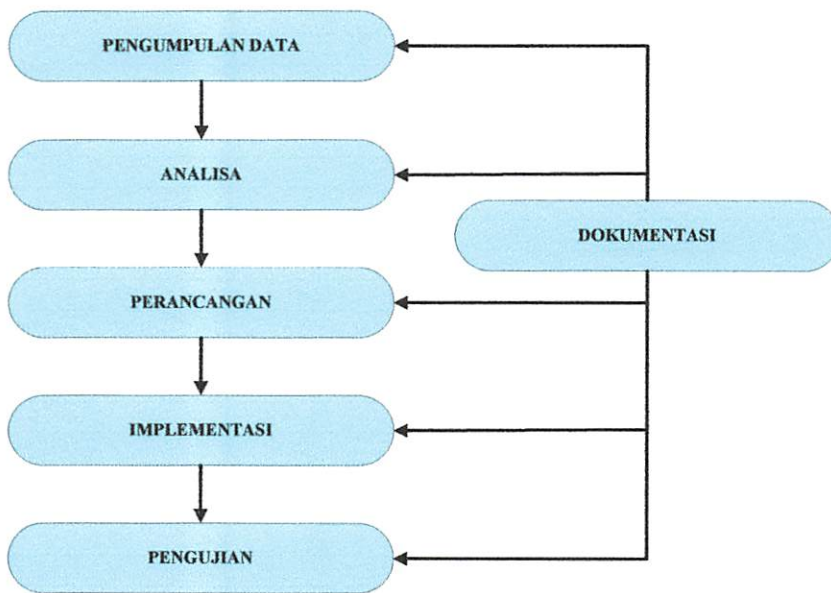 PENGUMPULAN DATA
ANALISA
DOKUMENTASI
PERANCANGAN
IMPLEMENTASI
PENGUJIAN